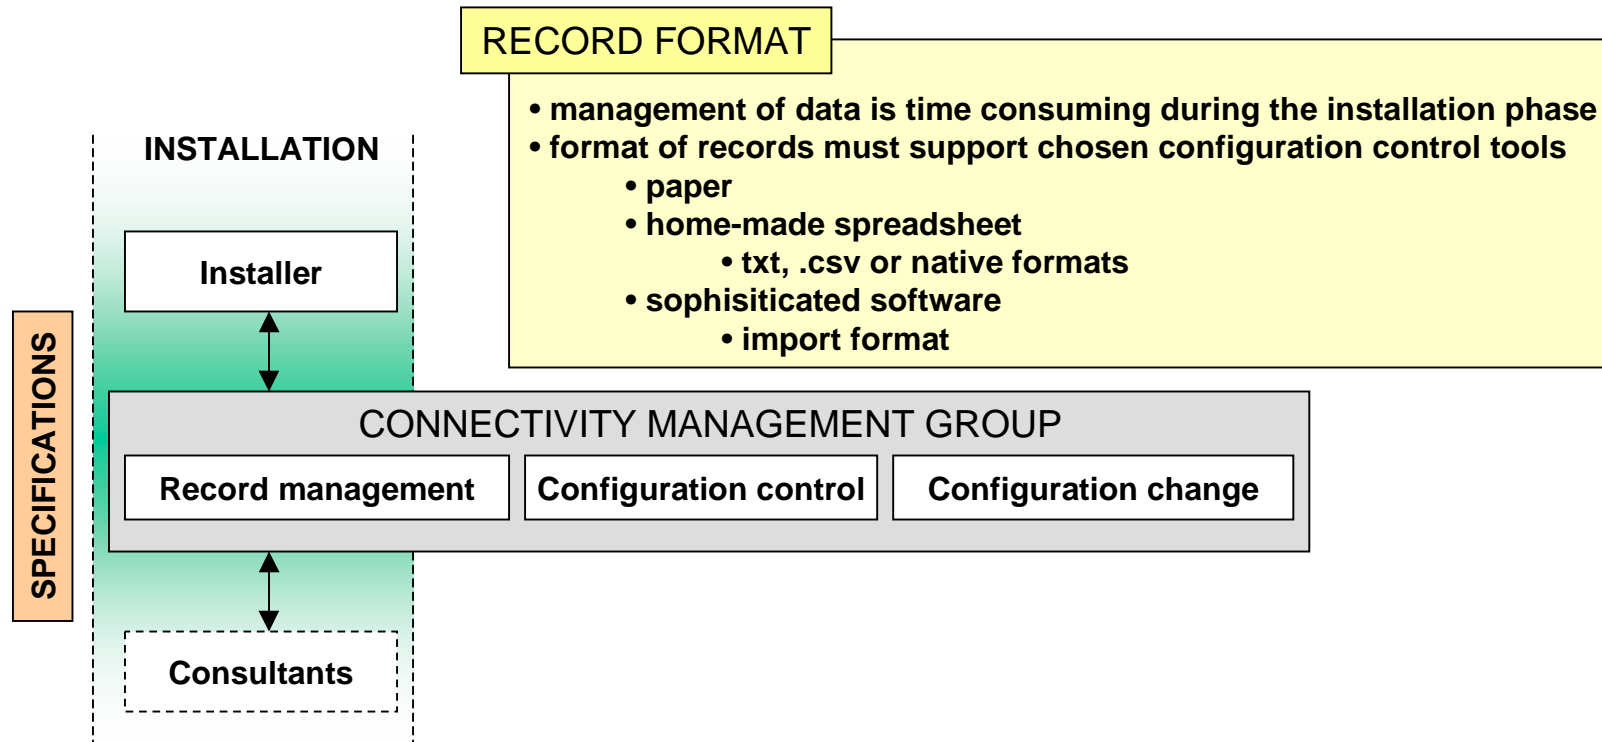 RECORD FORMAT
• management of data is time consuming during the installation phase
• format of records must support chosen configuration control tools
• paper
• home-made spreadsheet
• txt, .csv or native formats
• sophisiticated software
• import format
INSTALLATION
Installer
SPECIFICATIONS
CONNECTIVITY MANAGEMENT GROUP
Record management
Configuration control
Configuration change
Consultants